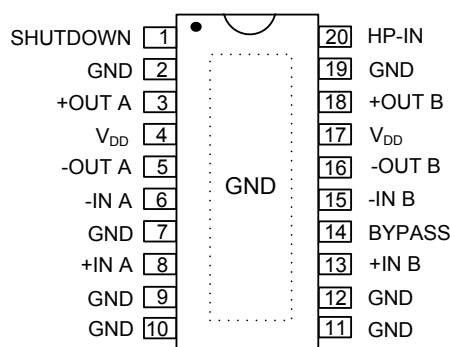 SHUTDOWN 1 20 HP-IN
GND 2 19 GND
+OUT A 3 18 +OUT B
VDD 4 17 VDD
-OUT A 5 16 -OUT B
GND
-IN A 6 15 -IN B
GND 7 14 BYPASS
+IN A 8 13 +IN B
GND 9 12 GND
GND 10 11 GND